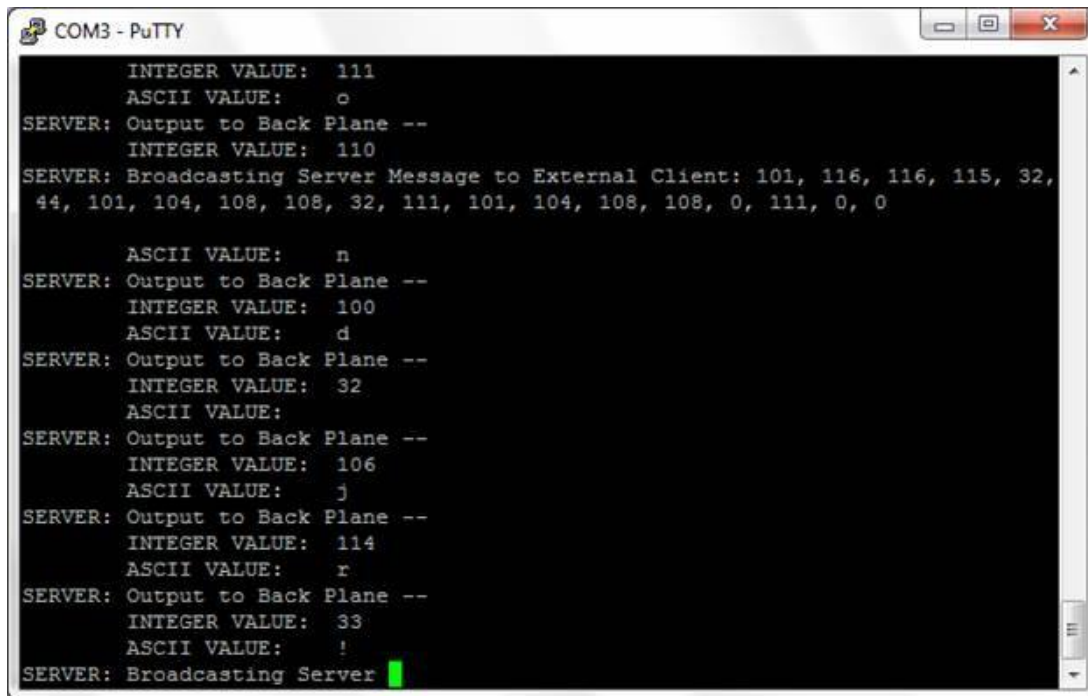 COM3 - PuTTY
INTEGER VALUE: 111
ASCII VALUE: o
SERVER: Output to Back Plane --
INTEGER VALUE: 110
SERVER: Broadcasting Server Message to External Client: 101, 116, 116, 115, 32,
44, 101, 104, 108, 108, 32, 111, 101, 104, 108, 108, 0, 111, 0, 0
ASCII VALUE: n
SERVER: Output to Back Plane --
INTEGER VALUE: 100
ASCII VALUE: d
SERVER: Output to Back Plane --
INTEGER VALUE: 32
ASCII VALUE:
SERVER: Output to Back Plane --
INTEGER VALUE: 106
ASCII VALUE: j
SERVER: Output to Back Plane --
INTEGER VALUE: 114
ASCII VALUE: r
SERVER: Output to Back Plane --
INTEGER VALUE: 33
ASCII VALUE: !
SERVER: Broadcasting Server